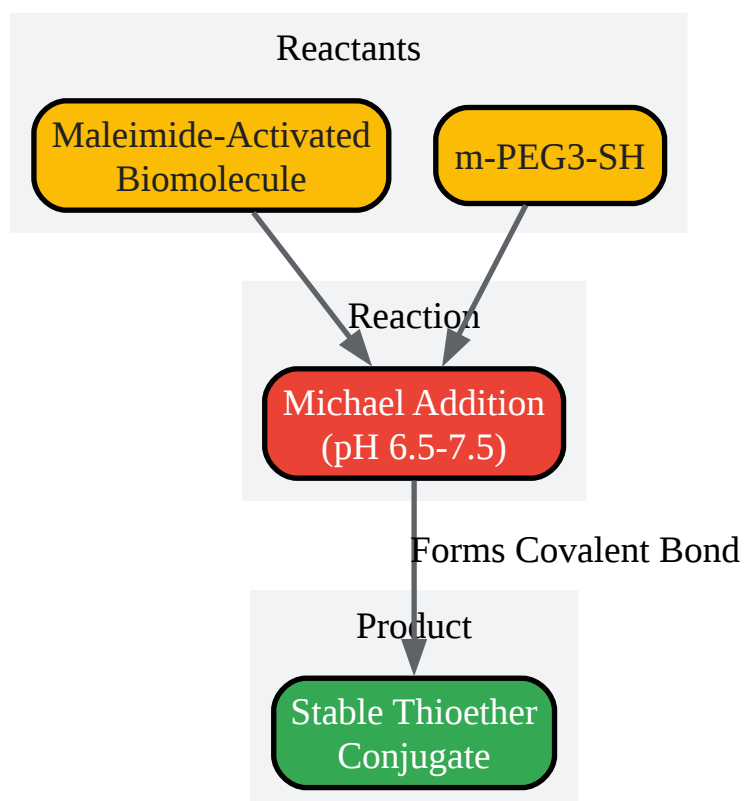 Reactants
Maleimide-Activated
Biomolecule
m-PEG3-SH
Reaction
Michael Addition
(pH 6.5-7.5)
Forms Covalent Bond
Product
Stable Thioether
Conjugate